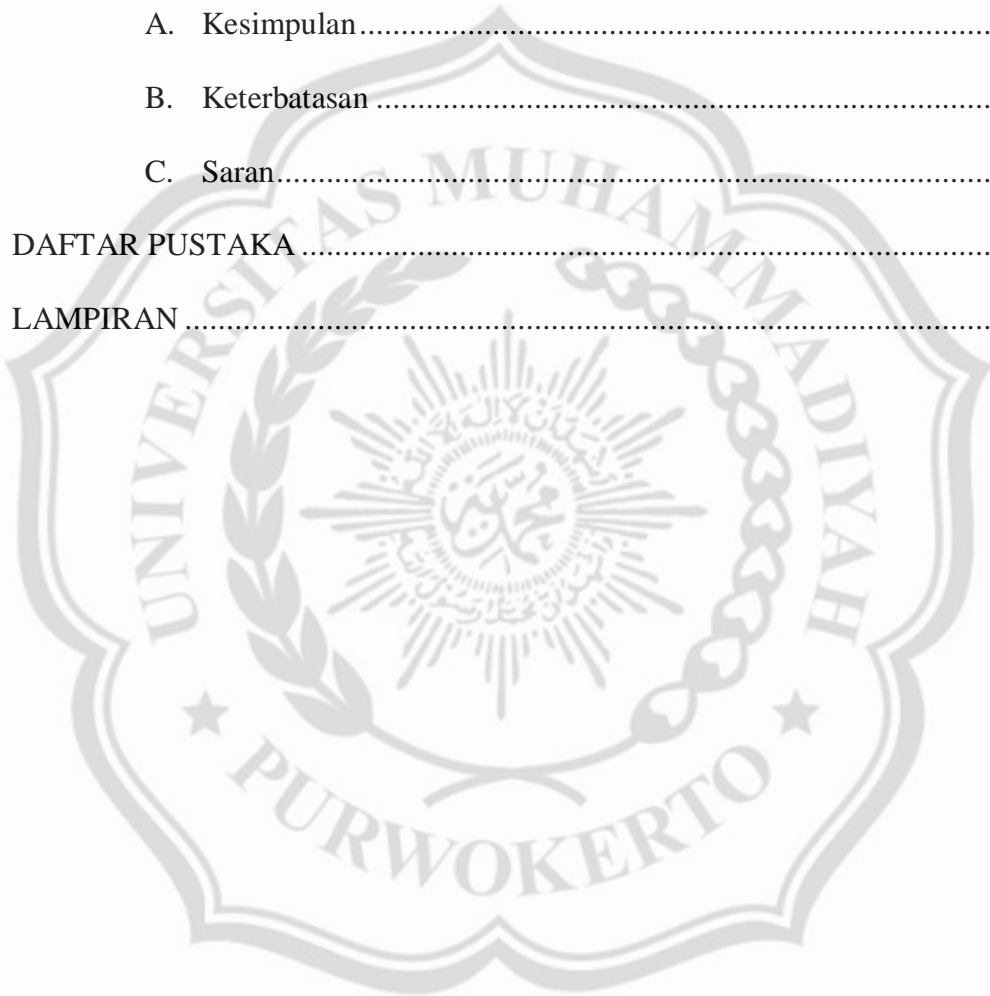 A. Kesimpulan....................................................................................
B. Keterbatasan ..................................................................................
C. Saran................................................................................................
DAFTAR PUSTAKA ....................................................................................
LAMPIRAN ..................................................................................................
UNIVERSITAS MUHAMMADIYAH
PURWOKERTO